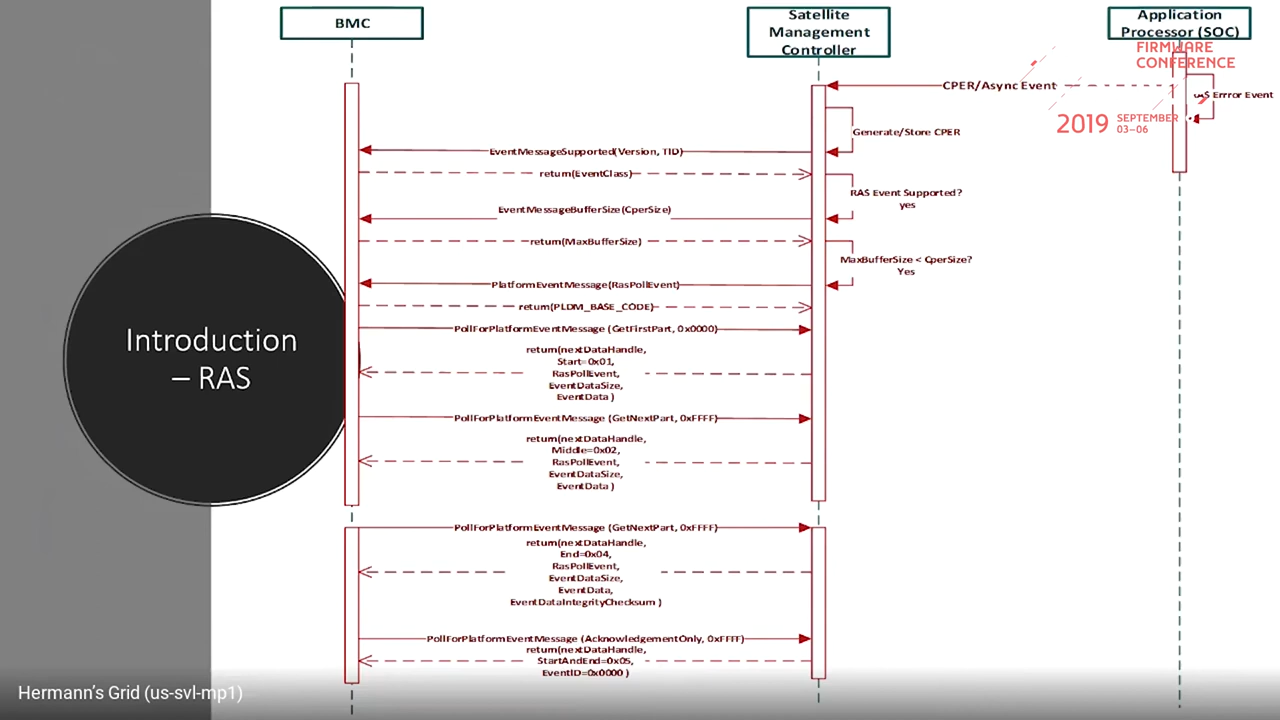 BMC
Satellite
Management
Controller
Application
Processor (SOC)
FIRMWARE
CONFERENCE
2019 SEPTEMBER
03–06
CPER/Async Event
Errror Event
Generate/Store CPER
EventMessageSupported(Version, TID)
return(EventClass)
RAS Event Supported?
yes
EventMessageBufferSize(CperSize)
return(MaxBufferSize)
MaxBufferSize < CperSize?
Yes
PlatformEventMessage(RasPollEvent)
return(PLDM_BASE_CODE)
PollForPlatformEventMessage (GetFirstPart, 0x0000)
return(nextDataHandle,
Start=0x01,
RasPollEvent,
EventDataSize,
EventData )
PollForPlatformEventMessage (GetNextPart, 0xFFFF)
return(nextDataHandle,
Middle=0x02,
RasPollEvent,
EventDataSize,
EventData )
PollForPlatformEventMessage (GetNextPart, 0xFFFF)
return(nextDataHandle,
End=0x04,
RasPollEvent,
EventDataSize,
EventData,
EventDataIntegrityChecksum )
PollForPlatformEventMessage (AcknowledgementOnly, 0xFFFF)
return(nextDataHandle,
StartAndEnd=0x05,
EventID=0x0000 )
Introduction
– RAS
Hermann's Grid (us-svl-mp1)